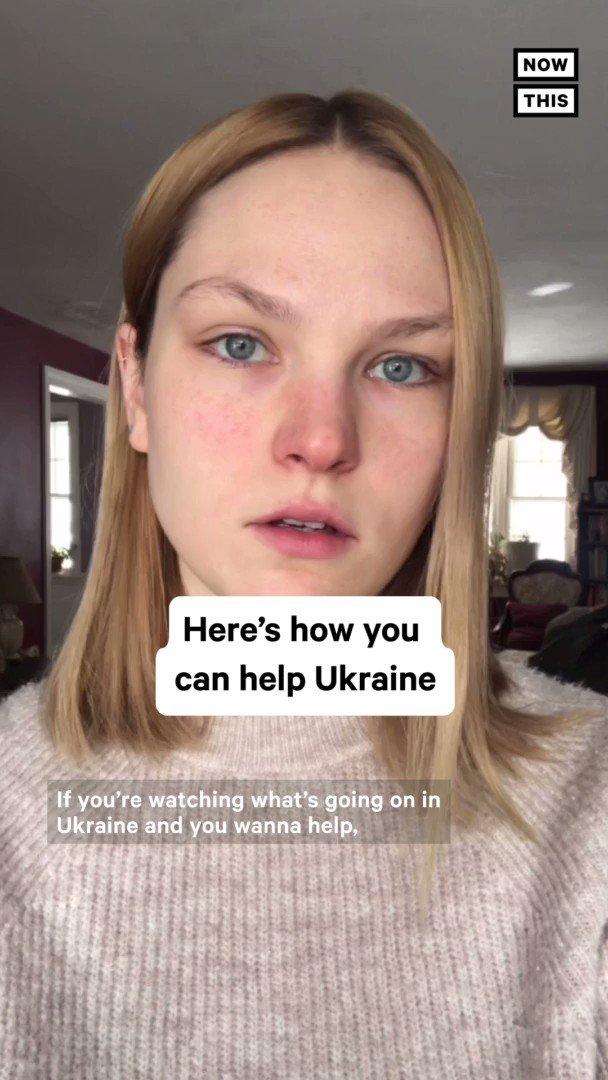 NOW
THIS
Here’s how you
can help Ukraine
If you’re watching what’s going on in
Ukraine and you wanna help,